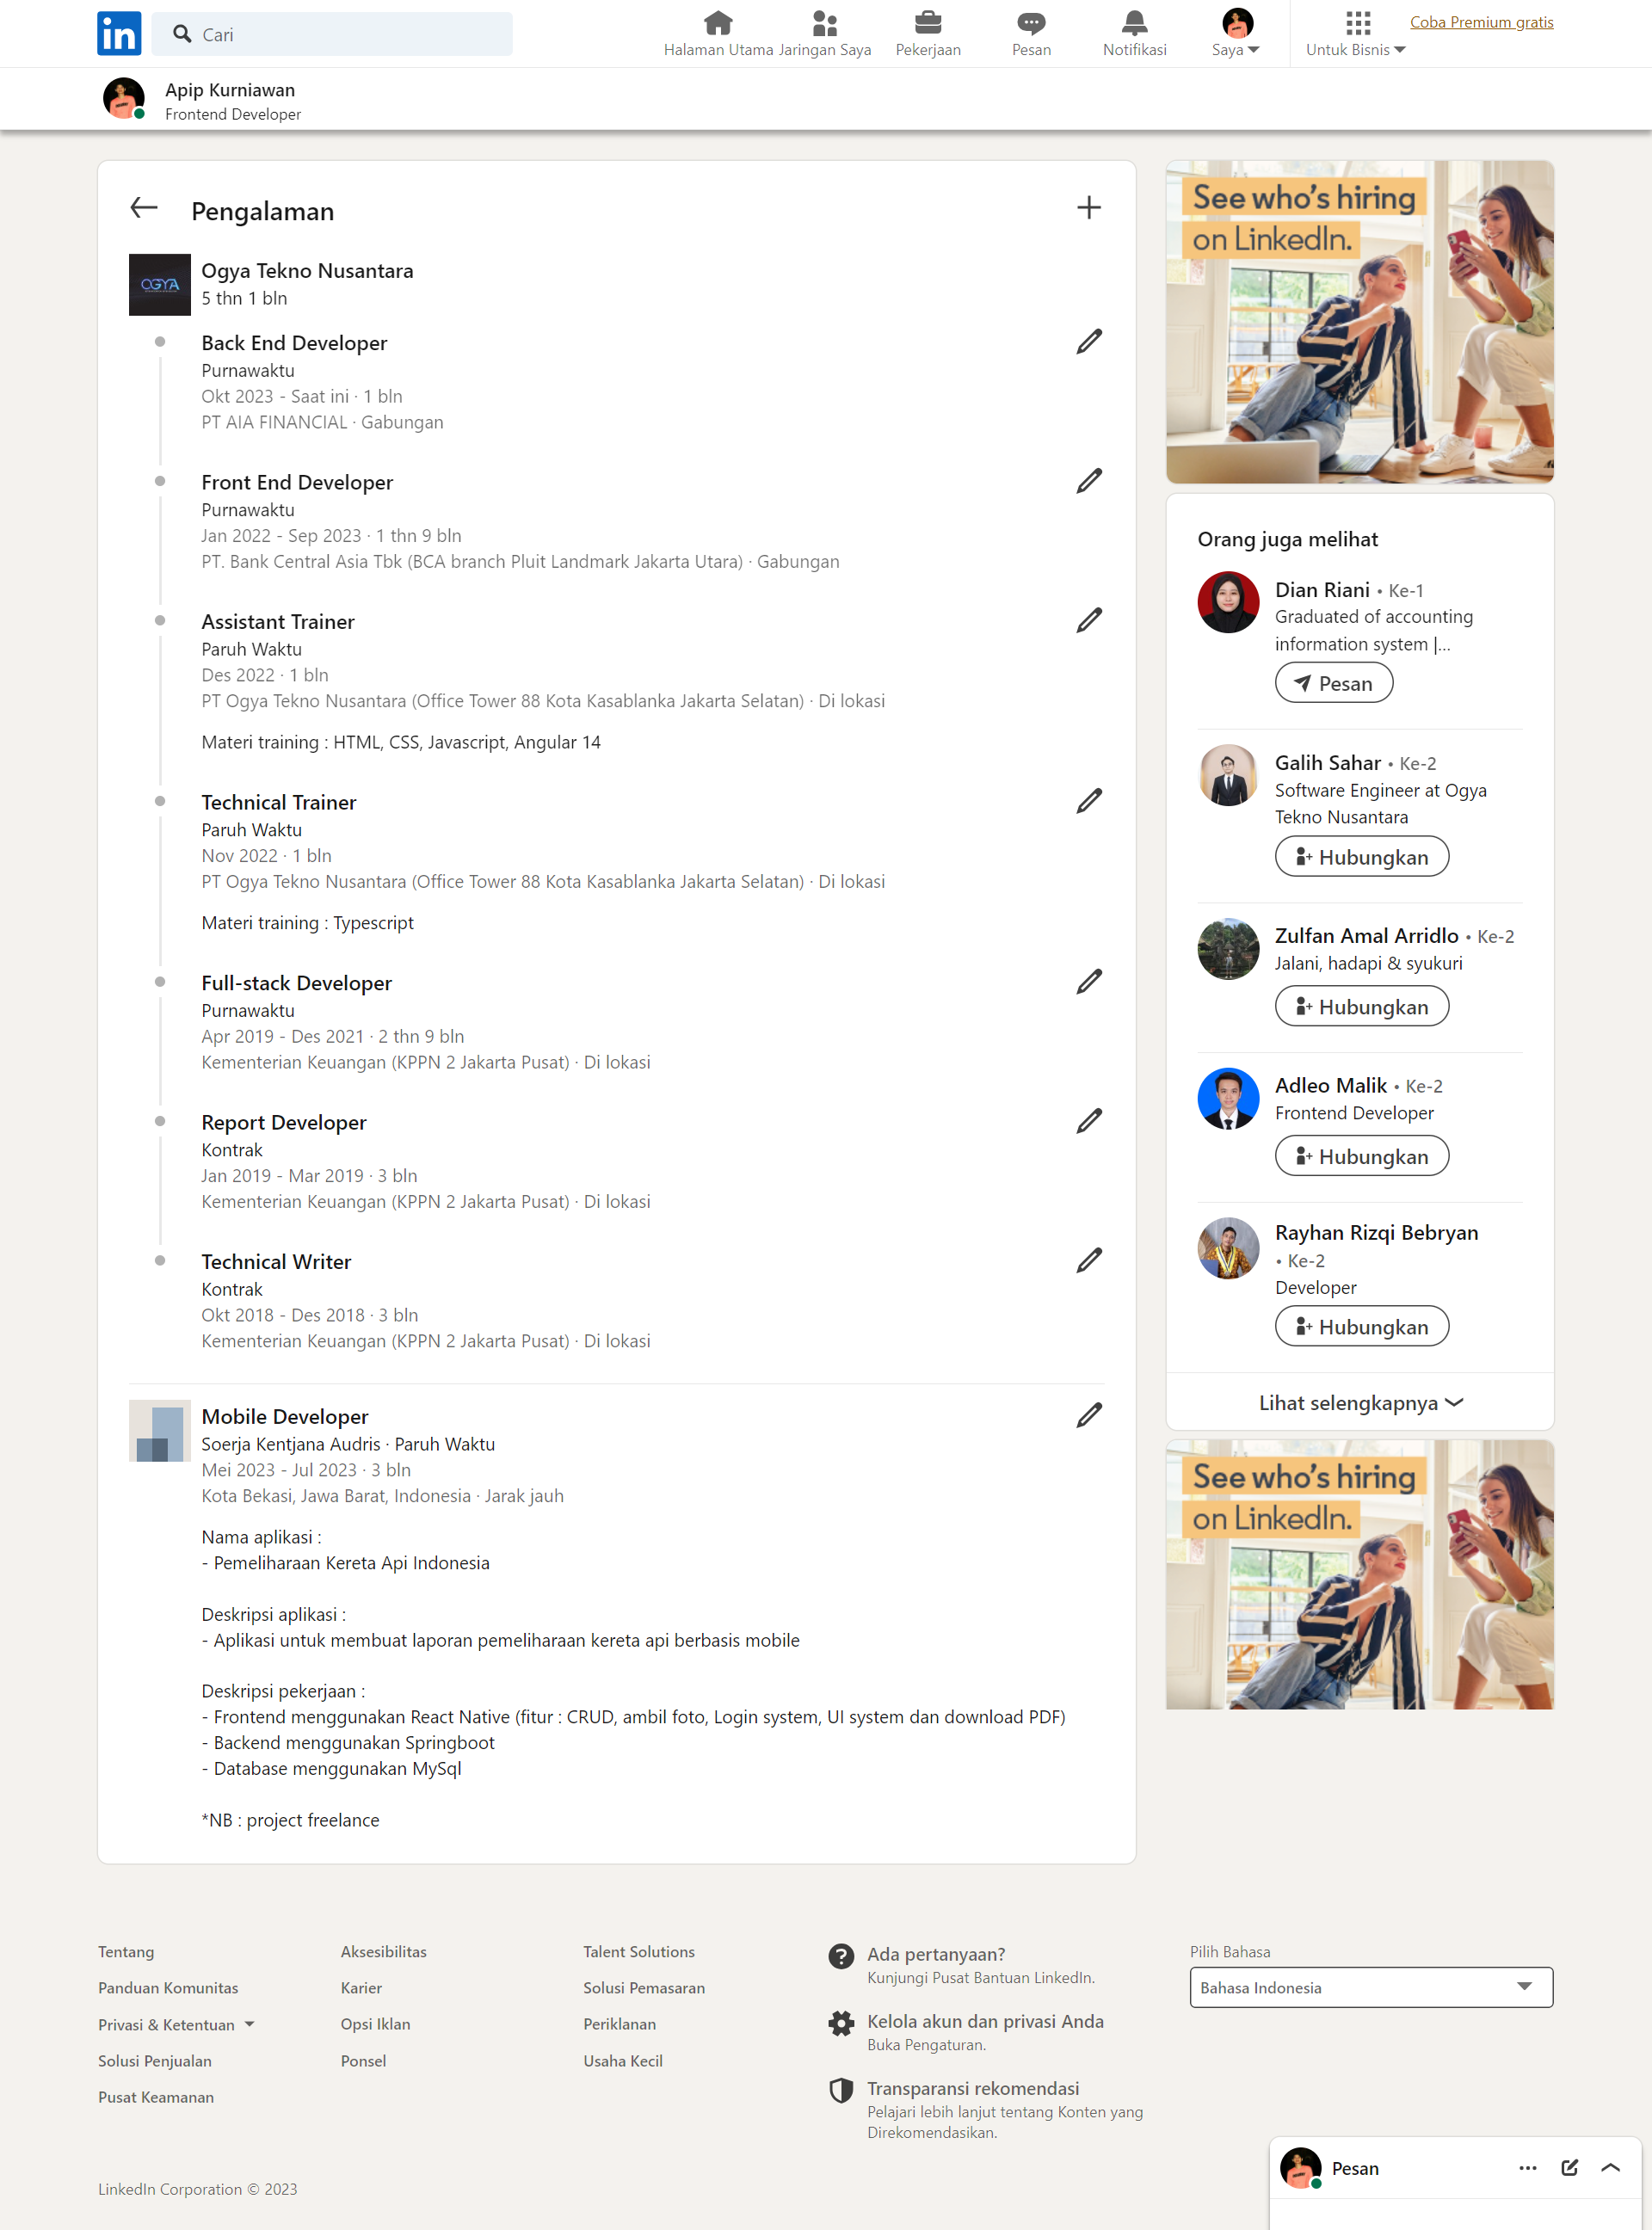 in
Cari
Halaman Utama
Jaringan Saya
Pekerjaan
Pesan
Notifikasi
Saya
Untuk Bisnis
Coba Premium gratis
Apip Kurniawan
Frontend Developer
Pengalaman
OGYA
Ogya Tekno Nusantara
5 thn 1 bln
Back End Developer
Purnawaktu
Okt 2023 - Saat ini · 1 bln
PT AIA FINANCIAL · Gabungan
Front End Developer
Purnawaktu
Jan 2022 - Sep 2023 · 1 thn 9 bln
PT. Bank Central Asia Tbk (BCA branch Pluit Landmark Jakarta Utara) · Gabungan
Assistant Trainer
Paruh Waktu
Des 2022 · 1 bln
PT Ogya Tekno Nusantara (Office Tower 88 Kota Kasablanka Jakarta Selatan) · Di lokasi
Materi training : HTML, CSS, Javascript, Angular 14
Technical Trainer
Paruh Waktu
Nov 2022 · 1 bln
PT Ogya Tekno Nusantara (Office Tower 88 Kota Kasablanka Jakarta Selatan) · Di lokasi
Materi training : Typescript
Full-stack Developer
Purnawaktu
Apr 2019 - Des 2021 · 2 thn 9 bln
Kementerian Keuangan (KPPN 2 Jakarta Pusat) · Di lokasi
Report Developer
Kontrak
Jan 2019 - Mar 2019 · 3 bln
Kementerian Keuangan (KPPN 2 Jakarta Pusat) · Di lokasi
Technical Writer
Kontrak
Okt 2018 - Des 2018 · 3 bln
Kementerian Keuangan (KPPN 2 Jakarta Pusat) · Di lokasi
Mobile Developer
Soerja Kentjana Audris · Paruh Waktu
Mei 2023 - Jul 2023 · 3 bln
Kota Bekasi, Jawa Barat, Indonesia · Jarak jauh
Nama aplikasi :
- Pemeliharaan Kereta Api Indonesia
Deskripsi aplikasi :
- Aplikasi untuk membuat laporan pemeliharaan kereta api berbasis mobile
Deskripsi pekerjaan :
- Frontend menggunakan React Native (fitur : CRUD, ambil foto, Login system, UI system dan download PDF)
- Backend menggunakan Springboot
- Database menggunakan MySql
*NB : project freelance
See who's hiring
on LinkedIn.
Orang juga melihat
Dian Riani • Ke-1
Graduated of accounting
information system |...
Pesan
Galih Sahar • Ke-2
Software Engineer at Ogya
Tekno Nusantara
Hubungkan
Zulfan Amal Arridlo • Ke-2
Jalani, hadapi & syukuri
Hubungkan
Adleo Malik • Ke-2
Frontend Developer
Hubungkan
Rayhan Rizqi Bebryan
• Ke-2
Developer
Hubungkan
Lihat selengkapnya
See who's hiring
on LinkedIn.
Tentang
Panduan Komunitas
Privasi & Ketentuan
Solusi Penjualan
Pusat Keamanan
Aksesibilitas
Karier
Opsi Iklan
Ponsel
Talent Solutions
Solusi Pemasaran
Periklanan
Usaha Kecil
Ada pertanyaan?
Kunjungi Pusat Bantuan LinkedIn.
Kelola akun dan privasi Anda
Buka Pengaturan.
Transparansi rekomendasi
Pelajari lebih lanjut tentang Konten yang
Direkomendasikan.
Pilih Bahasa
Bahasa Indonesia
LinkedIn Corporation © 2023
Pesan